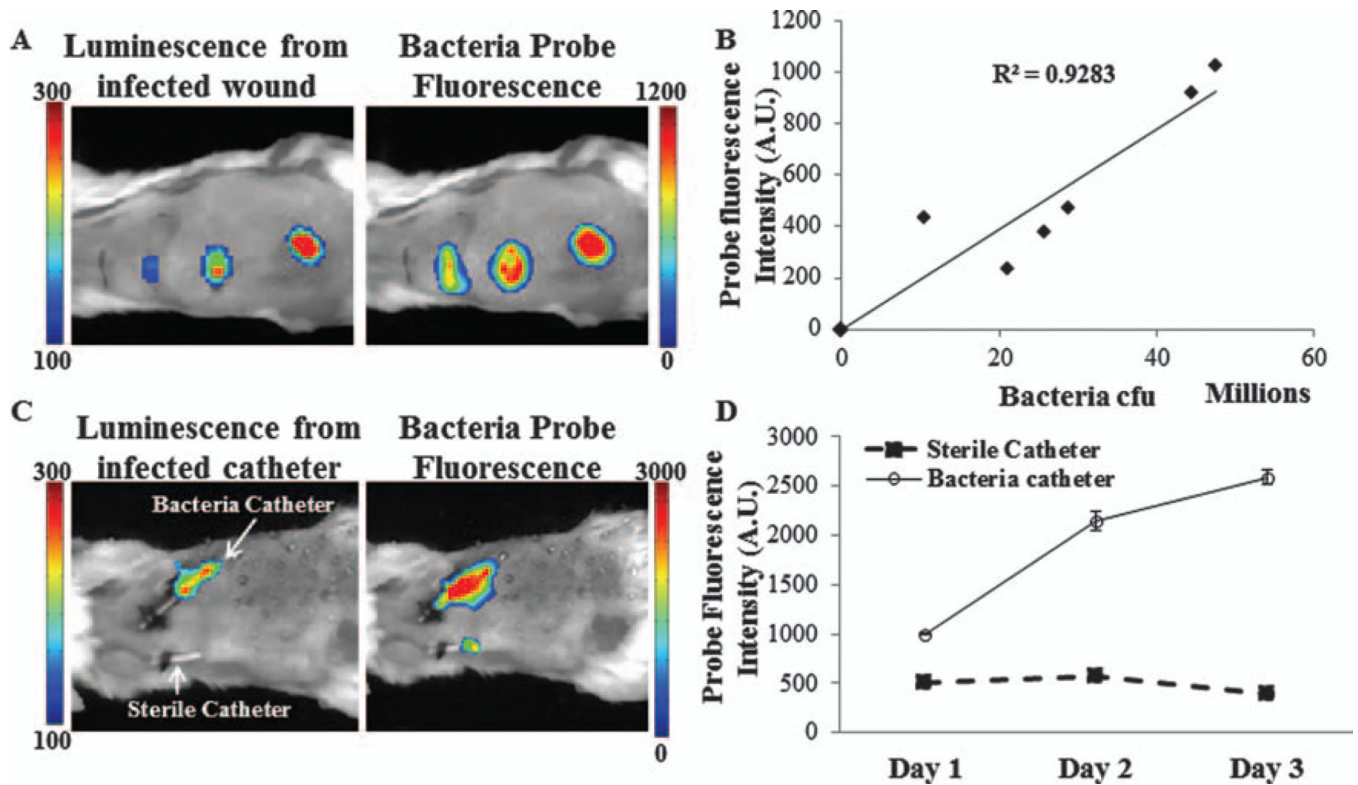 A
Luminescence from
infected wound
Bacteria Probe
Fluorescence
300
100
1200
0
B
Probe fluorescence
Intensity (A.U.)
1200
1000
800
600
400
200
0
R² = 0.9283
0 20 40 60
Bacteria cfu Millions
C
Luminescence from
infected catheter
Bacteria Probe
Fluorescence
300
100
Bacteria Catheter
Sterile Catheter
3000
0
D
Probe Fluorescence
Intensity (A.U.)
3000
2500
2000
1500
1000
500
0
Sterile Catheter
Bacteria catheter
Day 1 Day 2 Day 3